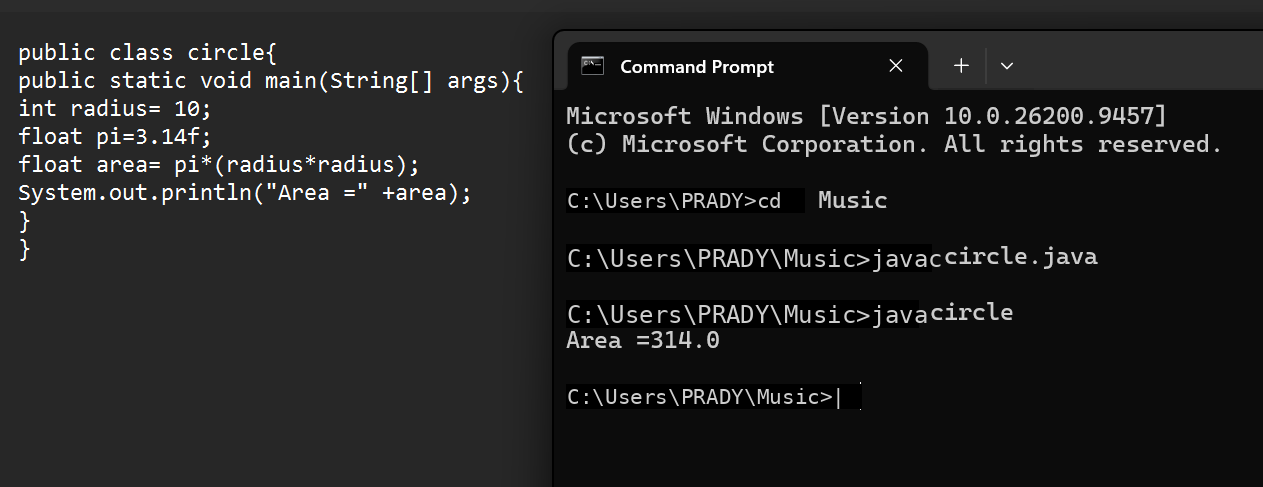 public class circle{
public static void main(String[] args){
int radius= 10;
float pi=3.14f;
float area= pi*(radius*radius);
System.out.println("Area =" +area);
}
}
Command Prompt
Microsoft Windows [Version 10.0.26200.9457]
(c) Microsoft Corporation. All rights reserved.
C:\Users\PRADY>cd Music
C:\Users\PRADY\Music>javac circle.java
C:\Users\PRADY\Music>java circle
Area =314.0
C:\Users\PRADY\Music>|